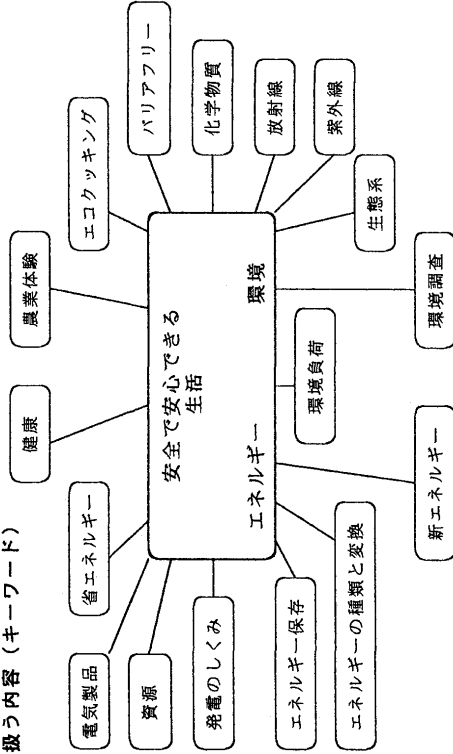 扱う内容(キーワード)
健康
農業体験
エコクッキング
バリアフリー
化学物質
放射線
紫外線
生態系
環境調査
環境負荷
新エネルギー
エネルギーの種類と変換
エネルギー保存
発電のしくみ
資源
電気製品
省エネルギー
安全で安心できる
生活
エネルギー
環境